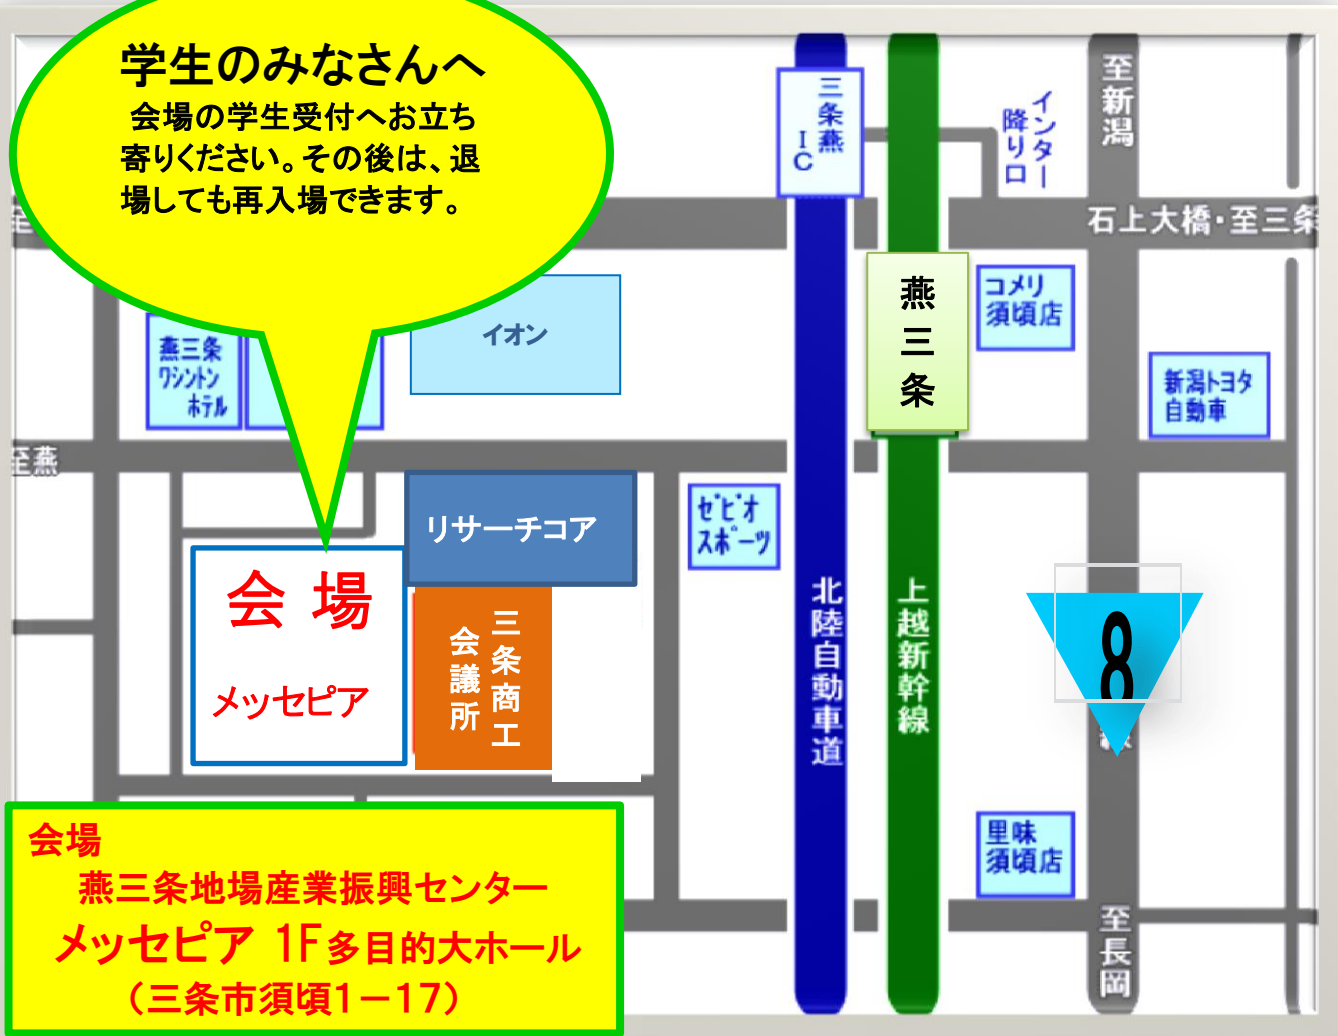 学生のみなさんへ
会場の学生受付へお立ち
寄りください。その後は、退
場しても再入場できます。
三条燕
IC
インター
降り口
至新潟
至
石上大橋・至三条
燕三条
コメリ
須頃店
イオン
燕三条
ワシントン
ホテル
新潟トヨタ
自動車
至燕
リサーチコア
ゼビオ
スポーツ
会場
メッセピア
三条商工
会議所
北陸自動車道
上越新幹線
8
線
里味
須頃店
至長岡
会場
燕三条地場産業振興センター
メッセピア 1F多目的大ホール
（三条市須頃1－17）